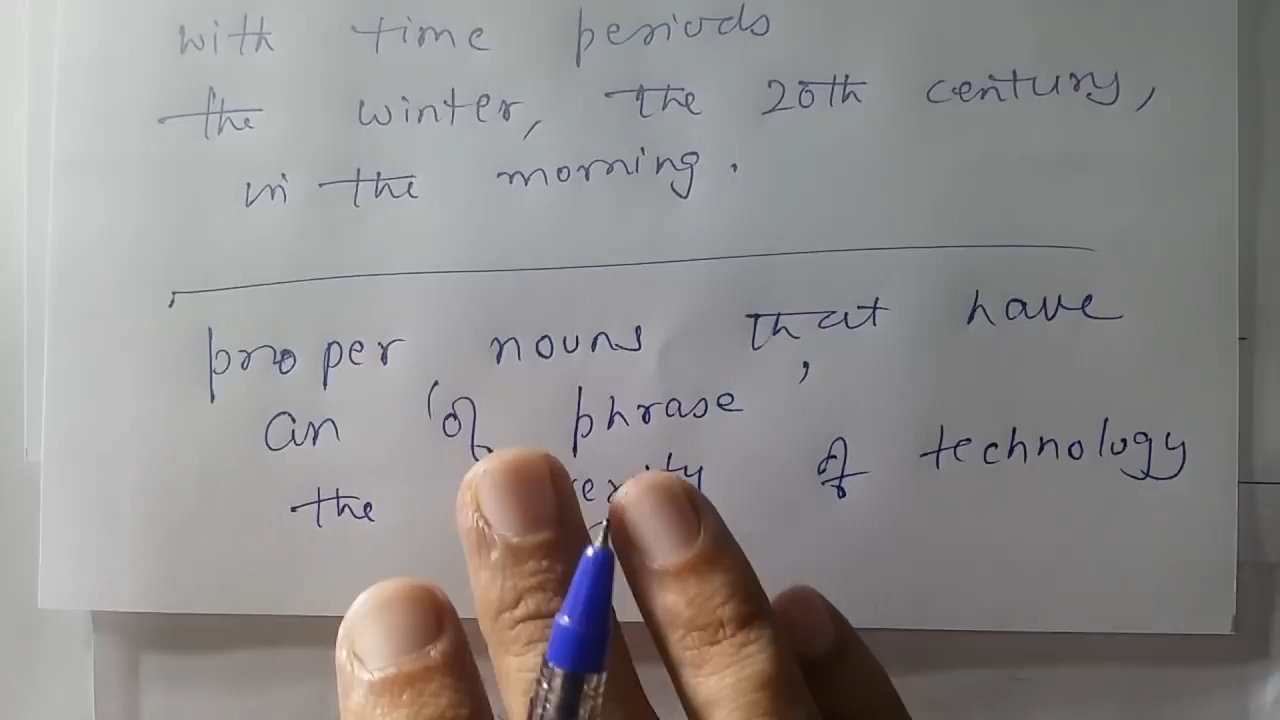 with time periods
the winter, the 20th century,
in the morning.
proper nouns that have
an 'of phrase'
the of technology